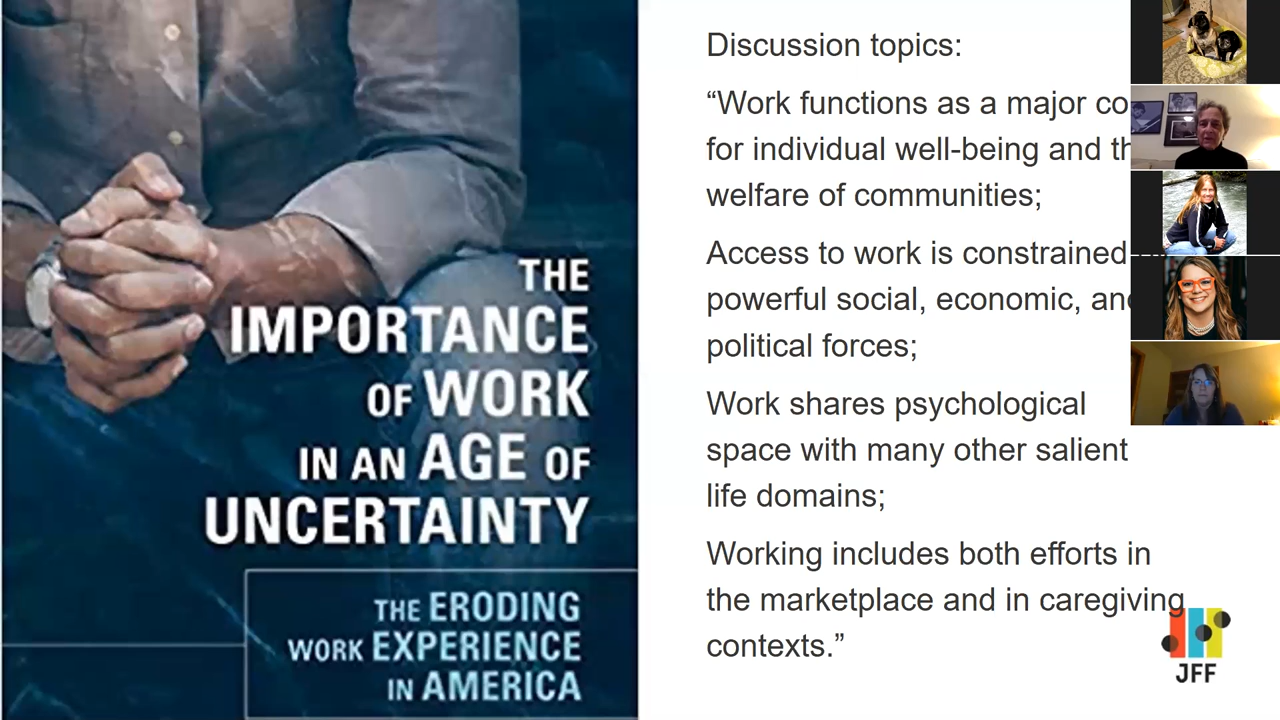 THE
IMPORTANCE
OF WORK
IN AN AGE OF
UNCERTAINTY
THE ERODING
WORK EXPERIENCE
IN AMERICA
Discussion topics:
“Work functions as a major
for individual well-being and
welfare of communities;
Access to work is constrained
powerful social, economic,
political forces;
Work shares psychological
space with many other salient
life domains;
Working includes both efforts in
the marketplace and in caregiving
contexts.”
JFF